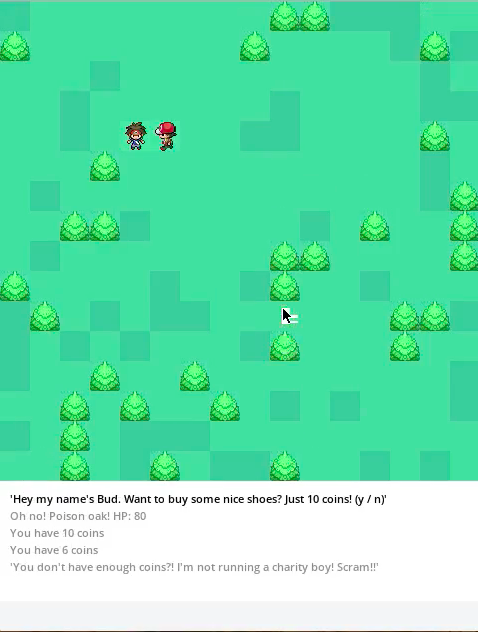 'Hey my name's Bud. Want to buy some nice shoes? Just 10 coins! (y / n)'
Oh no! Poison oak! HP: 80
You have 10 coins
You have 6 coins
'You don't have enough coins?! I'm not running a charity boy! Scram!!'